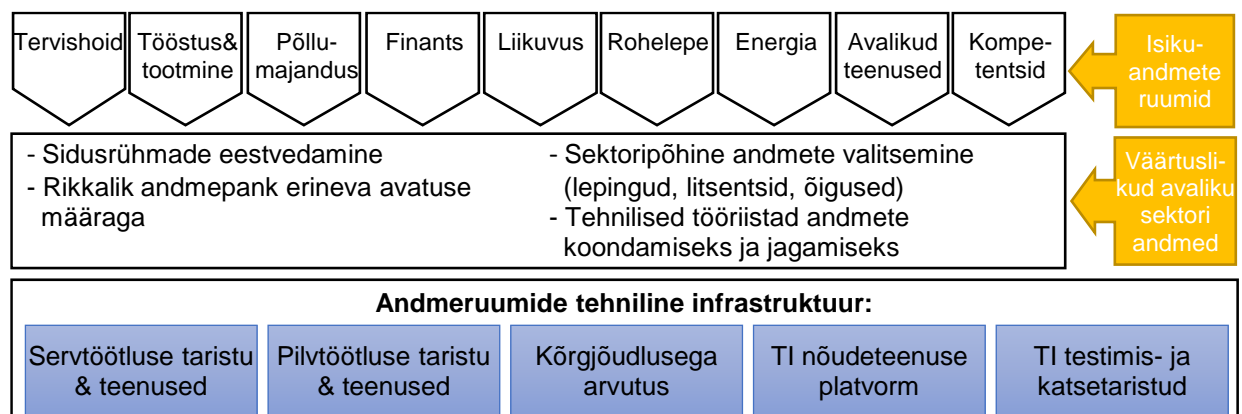 Tervishoid
Tööstus&
tootmine
Põllu-
majandus
Finants
Liikuvus
Rohelepe
Energia
Avalikud
teenused
Kompe-
tentsid
Isiku-
andmete
ruumid
- Sidusrühmade eestvedamine
- Rikkalik andmepank erineva avatuse
määraga
- Sektoripõhine andmete valitsemine
(lepingud, litsentsid, õigused)
- Tehnilised tööriistad andmete
koondamiseks ja jagamiseks
Väärtusli-
kud avaliku
sektori
andmed
Andmeruumide tehniline infrastruktuur:
Servtöötluse taristu
& teenused
Pilvtöötluse taristu
& teenused
Kõrgjõudlusega
arvutus
TI nõudeteenuse
platvorm
TI testimis- ja
katsetaristud